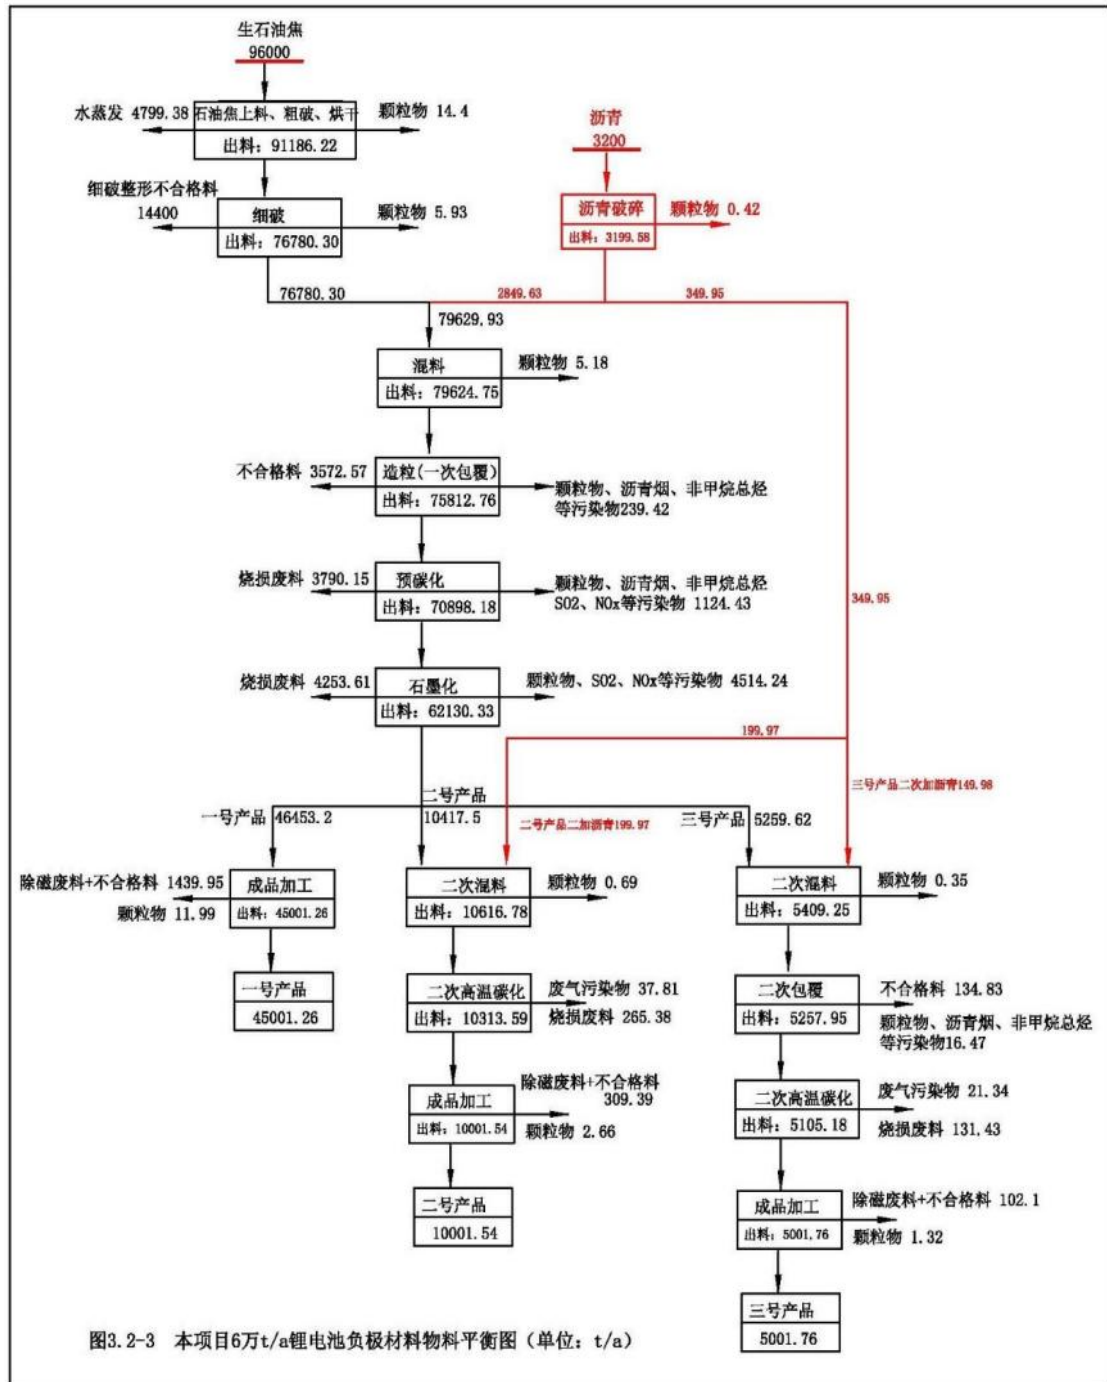 生石油焦
96000
水蒸发 4799.38
石油焦上料、粗破、烘干
颗粒物 14.4
出料：91186.22
沥青
3200
细破整形不合格料
14400
细破
颗粒物 5.93
出料：76780.30
沥青破碎
颗粒物 0.42
出料：3199.58
76780.30
2849.63
349.95
79629.93
混料
颗粒物 5.18
出料：79624.75
不合格料 3572.57
造粒(一次包覆)
出料：75812.76
颗粒物、沥青烟、非甲烷总烃
等污染物239.42
烧损废料 3790.15
预碳化
出料：70898.18
颗粒物、沥青烟、非甲烷总烃
SO2、NOx等污染物 1124.43
349.95
烧损废料 4253.61
石墨化
颗粒物、SO2、NOx等污染物 4514.24
出料：62130.33
199.97
三号产品二次加沥青149.98
二号产品
一号产品 46453.2
10417.5
二号产品二加沥青199.97
三号产品 5259.62
除磁废料+不合格料 1439.95
颗粒物 11.99
成品加工
出料：45001.26
二次混料
颗粒物 0.69
出料：10616.78
二次混料
颗粒物 0.35
出料：5409.25
一号产品
45001.26
二次高温碳化
废气污染物 37.81
出料：10313.59
烧损废料 265.38
二次包覆
不合格料 134.83
出料：5257.95
颗粒物、沥青烟、非甲烷总烃
等污染物16.47
成品加工
除磁废料+不合格料
309.39
出料：10001.54
颗粒物 2.66
二次高温碳化
废气污染物 21.34
出料：5105.18
烧损废料 131.43
二号产品
10001.54
成品加工
除磁废料+不合格料 102.1
出料：5001.76
颗粒物 1.32
三号产品
5001.76
图3.2-3 本项目6万t/a锂电池负极材料物料平衡图（单位：t/a）